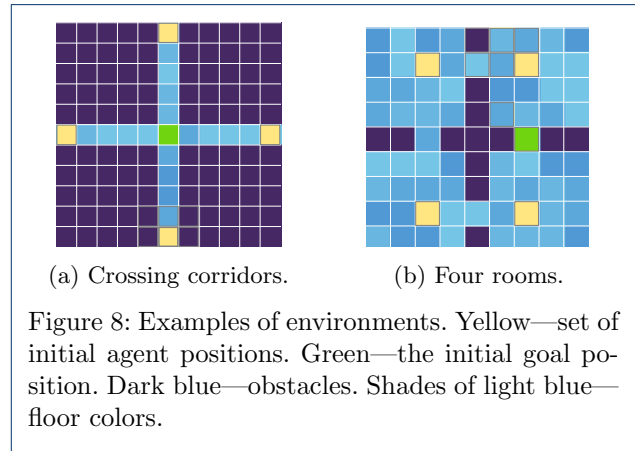 (a) Crossing corridors.
(b) Four rooms.
Figure 8: Examples of environments. Yellow—set of
initial agent positions. Green—the initial goal po-
sition. Dark blue—obstacles. Shades of light blue—
floor colors.